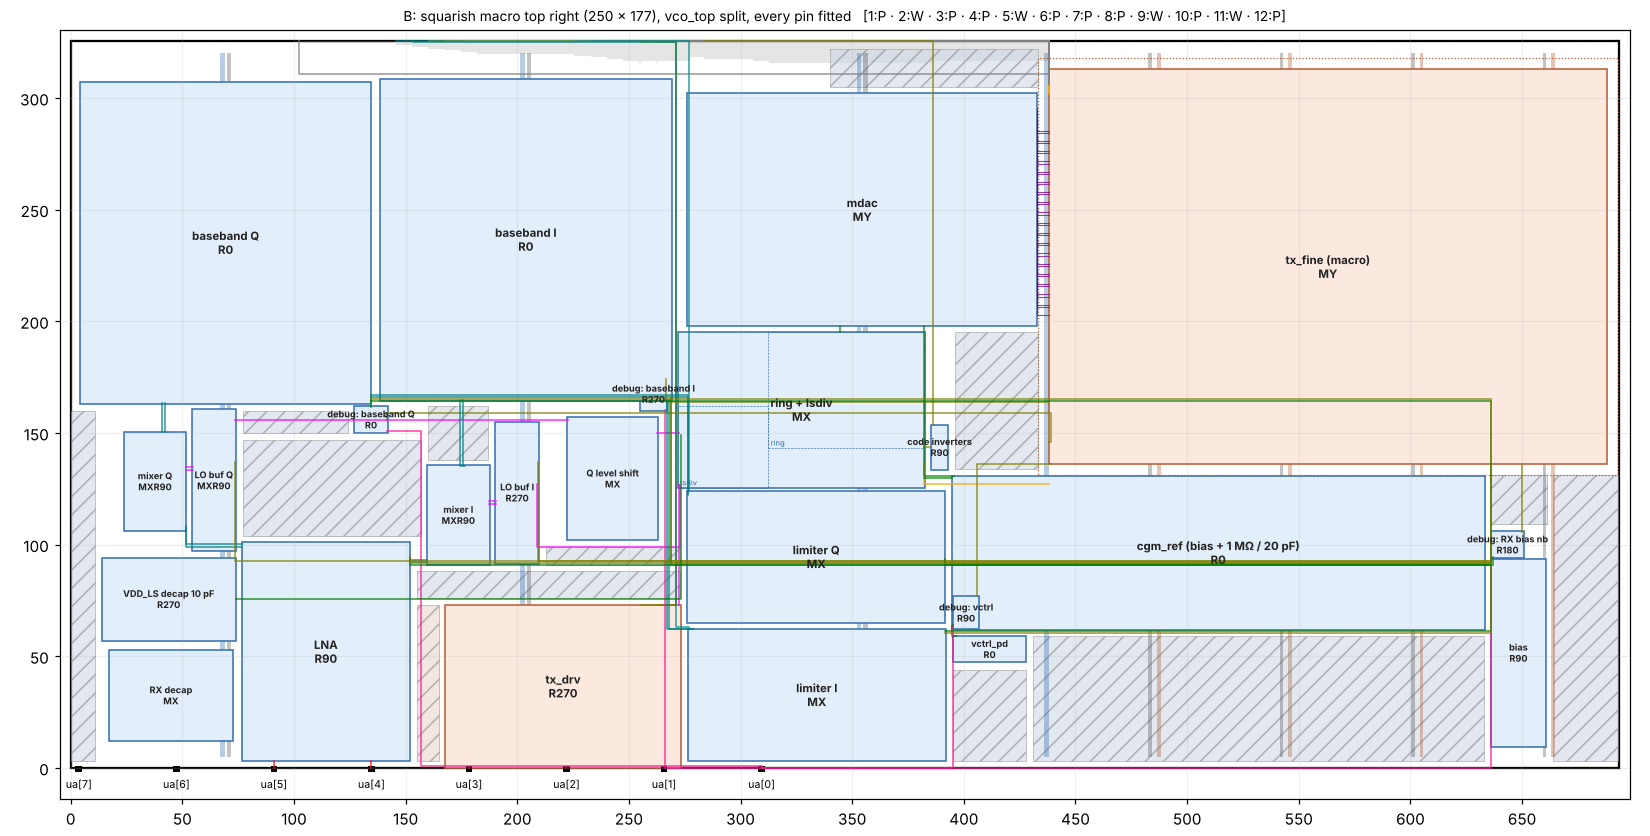 B: squarish macro top right (250 × 177), vco_top split, every pin fitted [1:P · 2:W · 3:P · 4:P · 5:W · 6:P · 7:P · 8:P · 9:W · 10:P · 11:W · 12:P]
300
250
200
150
100
50
0
baseband Q
R0
baseband I
R0
mdac
MY
tx_fine (macro)
MY
debug: baseband I
R270
ring + lsdiv
MX
ring
lsdiv
debug: baseband Q
R0
code inverters
R90
mixer Q
MXR90
LO buf Q
MXR90
mixer I
MXR90
LO buf I
R270
Q level shift
MX
limiter Q
MX
cgm_ref (bias + 1 MΩ / 20 pF)
R0
debug: RX bias nb
R180
VDD_LS decap 10 pF
R270
debug: vctrl
R90
LNA
R90
vctrl_pd
R0
bias
R90
RX decap
MX
tx_drv
R270
limiter I
MX
ua[7]
ua[6]
ua[5]
ua[4]
ua[3]
ua[2]
ua[1]
ua[0]
0
50
100
150
200
250
300
350
400
450
500
550
600
650